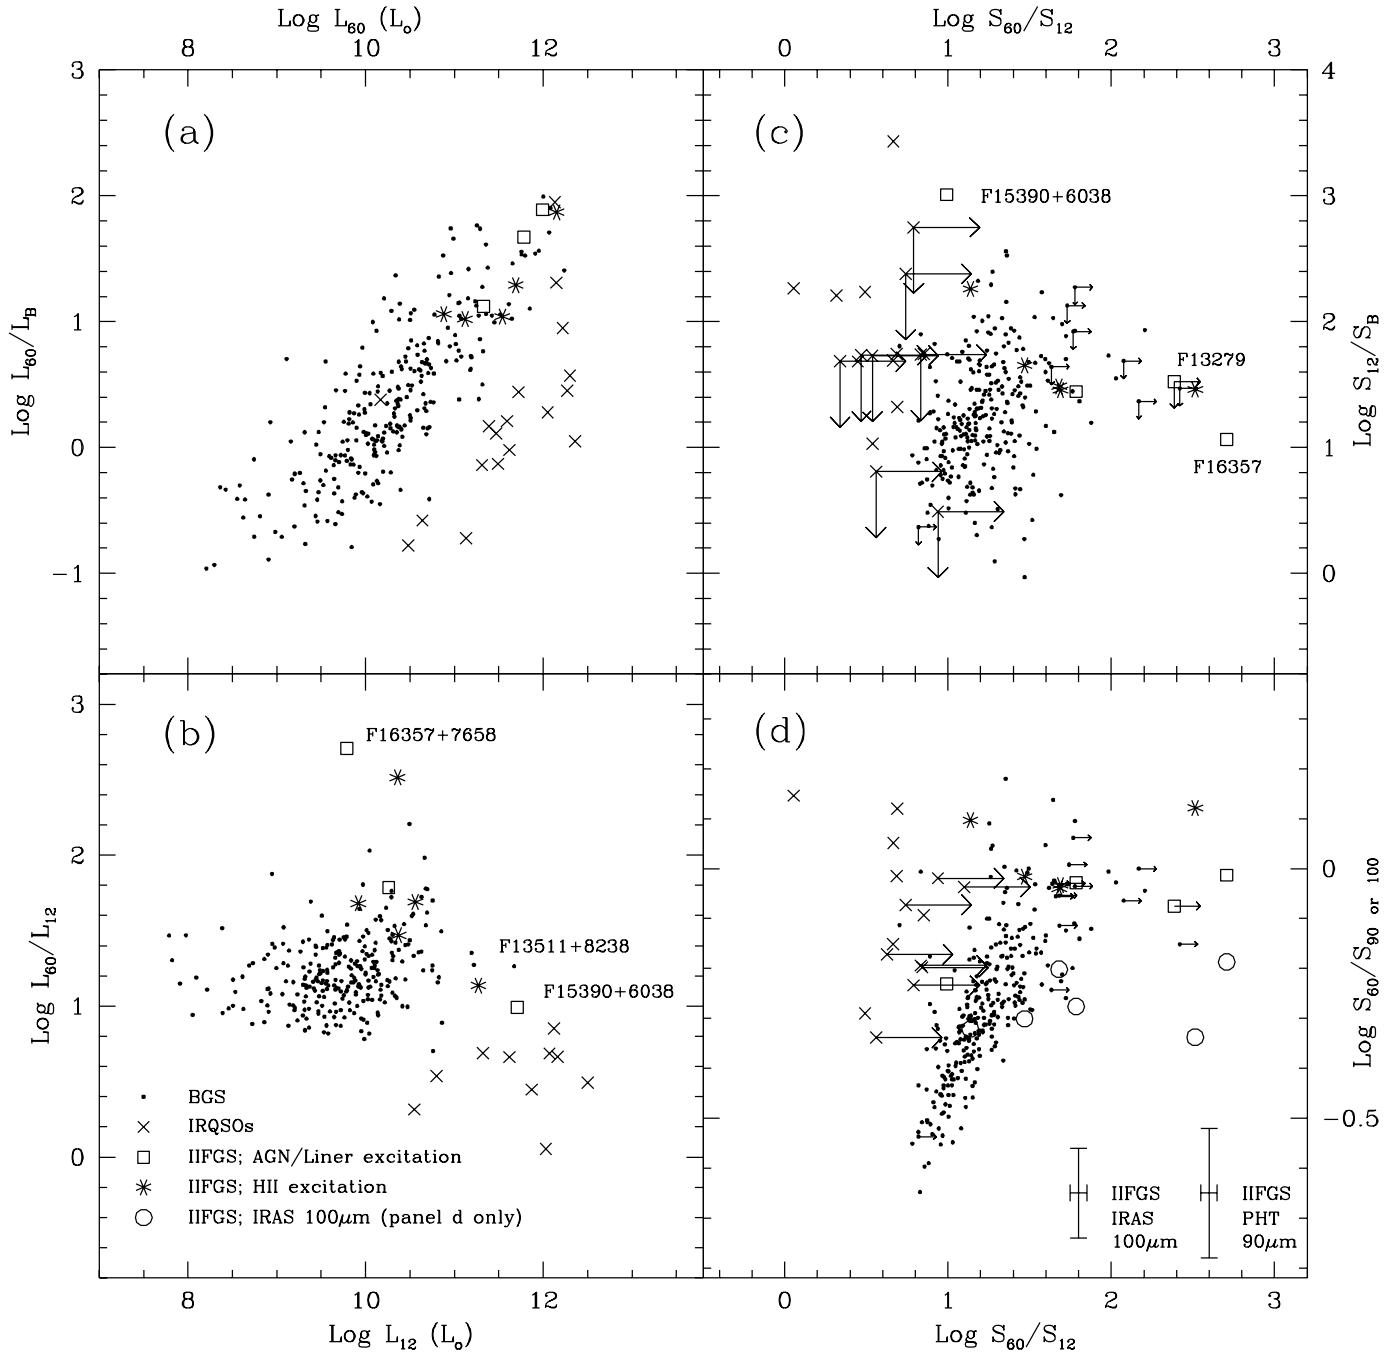 Log L₆₀ (L₀)
Log S₆₀/S₁₂
8 10 12
0 1 2 3
3
2
1
0
−1
Log L₆₀/L_B
(a)
(c)
F15390+6038
F13279
F16357
4
3
2
1
0
Log S₁₂/S_B
3
2
1
0
Log L₆₀/L₁₂
(b)
F16357+7658
F13511+8238
F15390+6038
BGS
IRQSOs
IIFGS; AGN/Liner excitation
IIFGS; HII excitation
IIFGS; IRAS 100μm (panel d only)
(d)
0
−0.5
Log S₆₀/S₉₀ or 100
IIFGS
IRAS
100μm
IIFGS
PHT
90μm
8 10 12
0 1 2 3
Log L₁₂ (L₀)
Log S₆₀/S₁₂